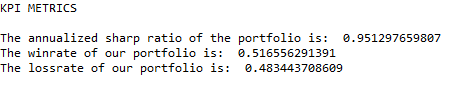 KPI METRICS
The annualized sharp ratio of the portfolio is:  0.951297659807
The winrate of our portfolio is:  0.516556291391
The lossrate of our portfolio is:  0.483443708609